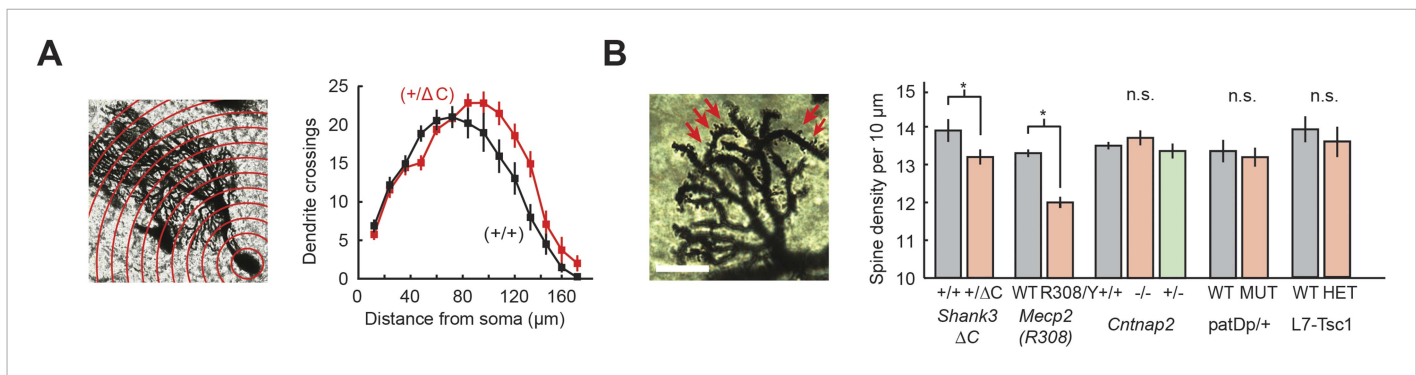 A
25
20
15
10
5
0
Dendrite crossings
(+/ΔC)
(+/+)
0 40 80 120 160
Distance from soma (μm)
B
Spine density per 10 μm
15
14
13
12
11
10
* * n.s. n.s. n.s.
+/+ +/ΔC WT R308/Y +/+ -/- +/- WT MUT WT HET
Shank3 Mecp2 Cntnap2 patDp/+ L7-Tsc1
ΔC (R308)